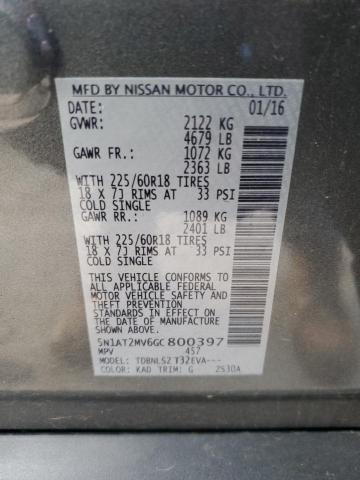 MFD BY NISSAN MOTOR CO., LTD.
DATE: 01/16
GVWR: 2122 KG
4679 LB
GAWR FR.: 1072 KG
2363 LB
WITH 225/60R18 TIRES
18 X 7J RIMS AT 33 PSI
COLD SINGLE
GAWR RR.: 1089 KG
2401 LB
WITH 225/60R18 TIRES
18 X 7J RIMS AT 33 PSI
COLD SINGLE
THIS VEHICLE CONFORMS TO
ALL APPLICABLE FEDERAL
MOTOR VEHICLE SAFETY AND
THEFT PREVENTION
STANDARDS IN EFFECT ON THE
DATE OF MANUFACTURE
SHOWN ABOVE.
5N1AT2MV6GC800397
MPV 457
MODEL: TDBNLS2 T32EVA---
COLOR: KAD TRIM: G 2S30A